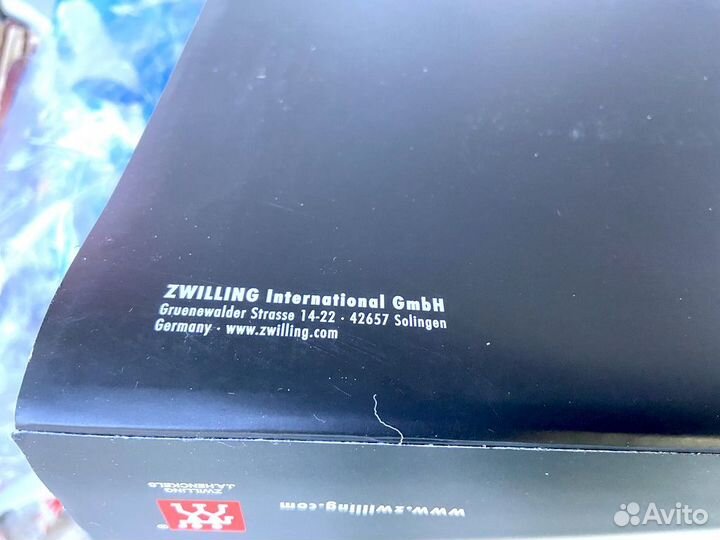 ZWILLING International GmbH
Gruenewalder Strasse 14-22 · 42657 Solingen
Germany · www.zwilling.com
www.zwilling.com
ZWILLING
J.A.HENCKELS
®
Avito